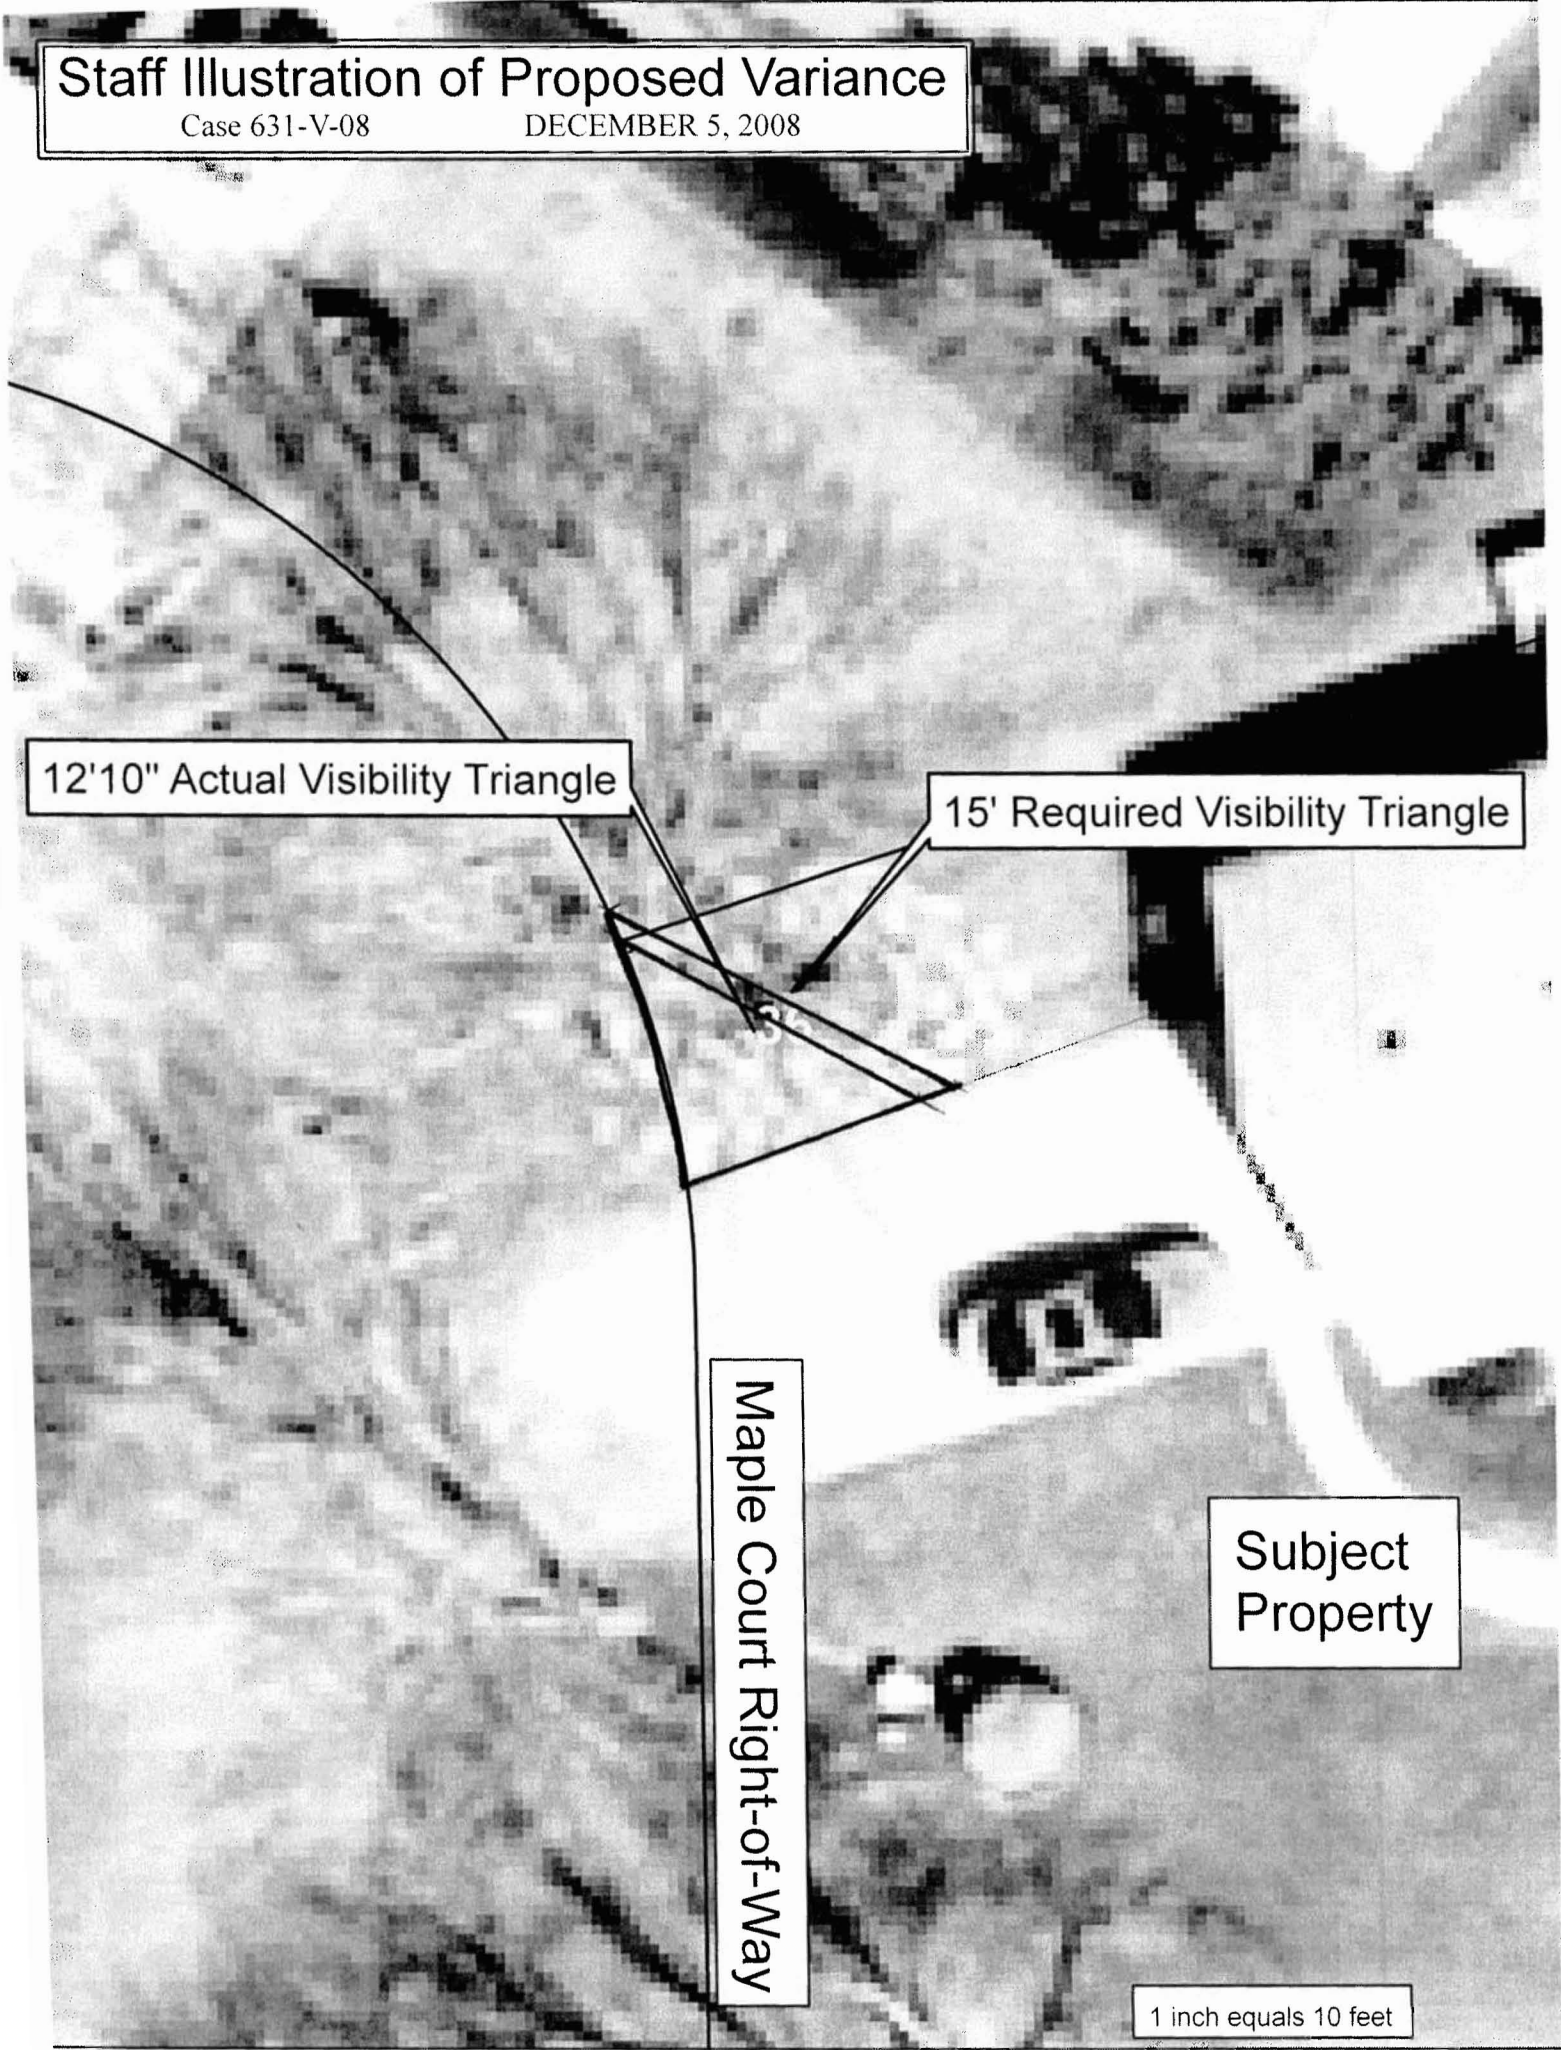 Staff Illustration of Proposed Variance
Case 631-V-08 DECEMBER 5, 2008
12'10" Actual Visibility Triangle
15' Required Visibility Triangle
Maple Court Right-of-Way
Subject
Property
1 inch equals 10 feet